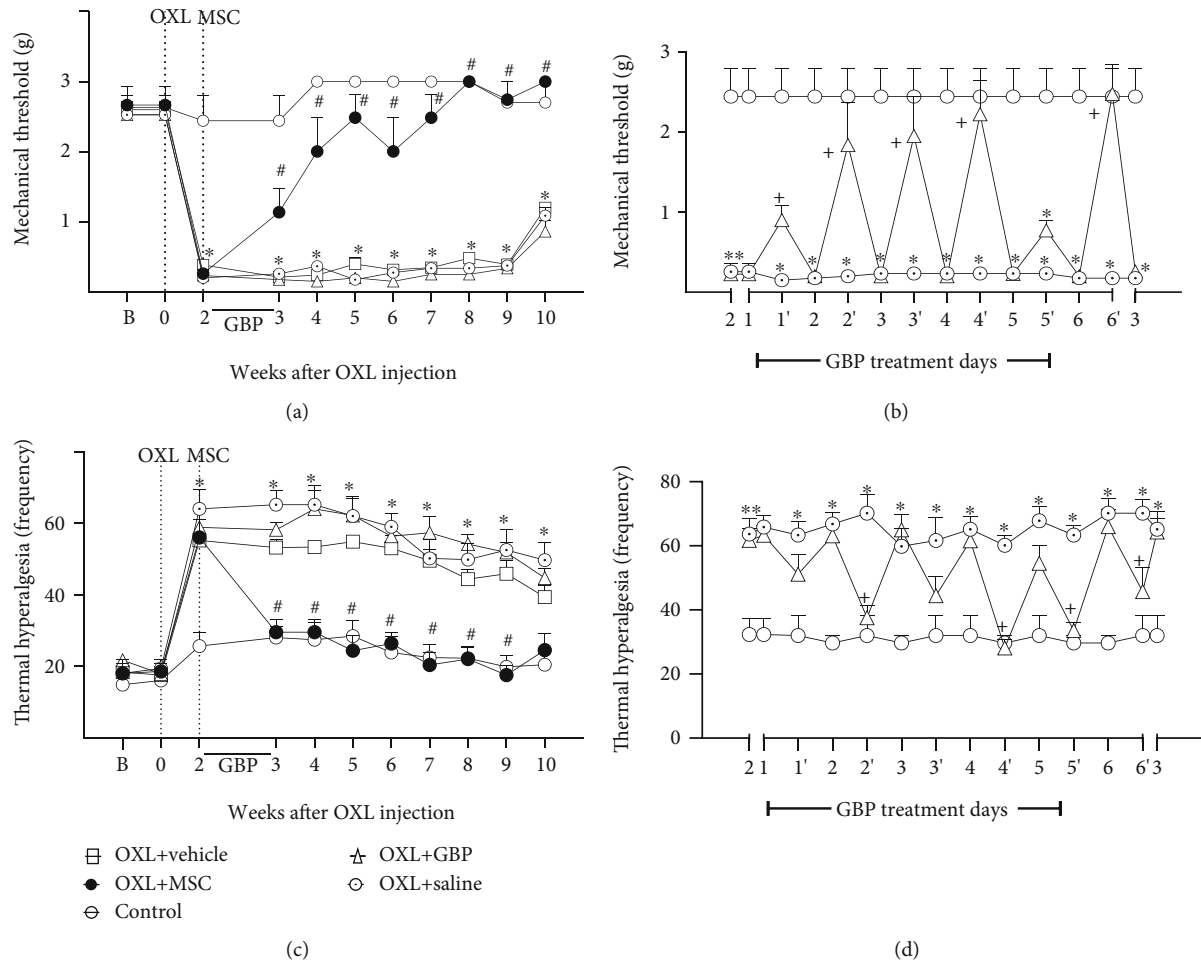 OXL MSC
Mechanical threshold (g)
3
2
1
# # # # # # # #
* * * * * * * * *
B 0 2 3 4 5 6 7 8 9 10
GBP
Weeks after OXL injection
(a)
Mechanical threshold (g)
3
2
1
0
+ + + + +
** * * * * * * * * * * * *
2 1 1' 2 2' 3 3' 4 4' 5 5' 6 6' 3
GBP treatment days
(b)
OXL MSC
Thermal hyperalgesia (frequency)
60
40
20
* * * * * * * * *
# # # # # # #
B 0 2 3 4 5 6 7 8 9 10
GBP
Weeks after OXL injection
OXL+vehicle
OXL+GBP
OXL+MSC
OXL+saline
Control
(c)
Thermal hyperalgesia (frequency)
80
60
40
20
0
** * * * * * * * * * * * *
+ + + +
2 1 1' 2 2' 3 3' 4 4' 5 5' 6 6' 3
GBP treatment days
(d)